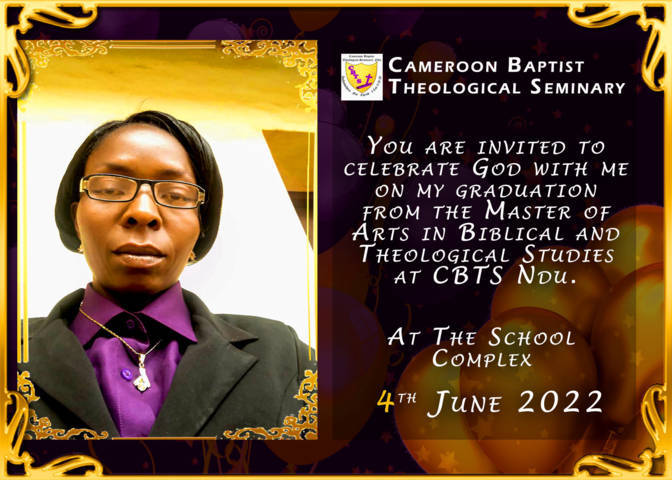 CAMEROON BAPTIST
THEOLOGICAL SEMINARY
YOU ARE INVITED TO
CELEBRATE GOD WITH ME
ON MY GRADUATION
FROM THE MASTER OF
ARTS IN BIBLICAL AND
THEOLOGICAL STUDIES
AT CBTS NDU.
AT THE SCHOOL
COMPLEX
4TH JUNE 2022